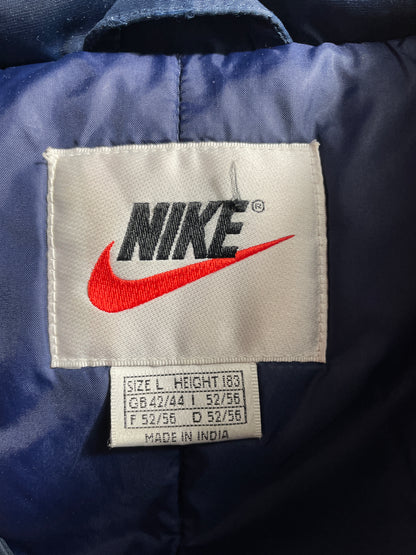 NIKE®
SIZE L HEIGHT 183
GB 42/44 I 52/56
F 52/56 D 52/56
MADE IN INDIA